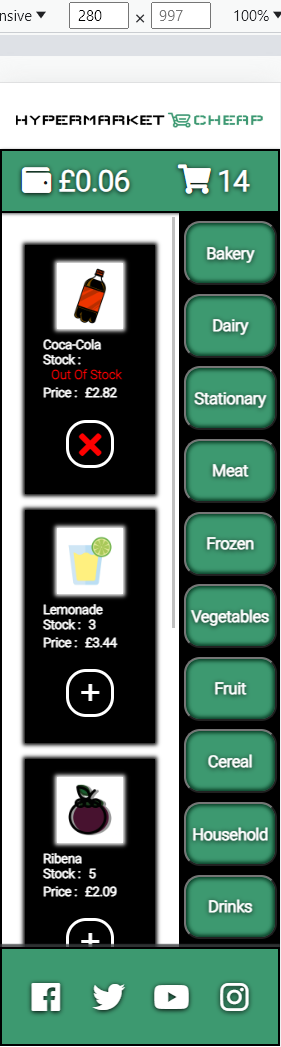 nsive ▼ 280 × 997 100% ▼
HYPERMARKET CHEAP
£0.06 14
Coca-Cola
Stock :
Out Of Stock
Price : £2.82
Lemonade
Stock : 3
Price : £3.44
Ribena
Stock : 5
Price : £2.09
Bakery
Dairy
Stationary
Meat
Frozen
Vegetables
Fruit
Cereal
Household
Drinks